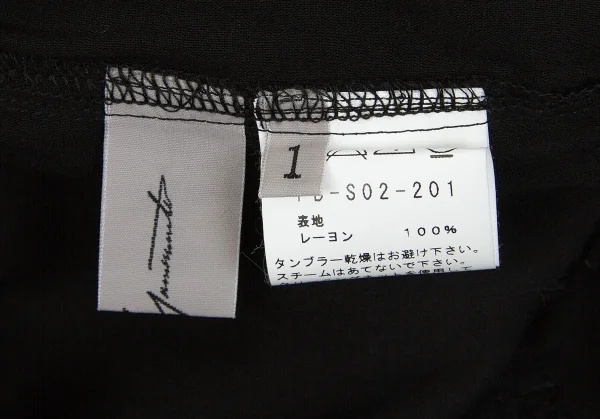 1
-S02-201
表地
レーヨン 100%
タンブラー乾燥はお避け下さい。
スチームはあてないで下さい。